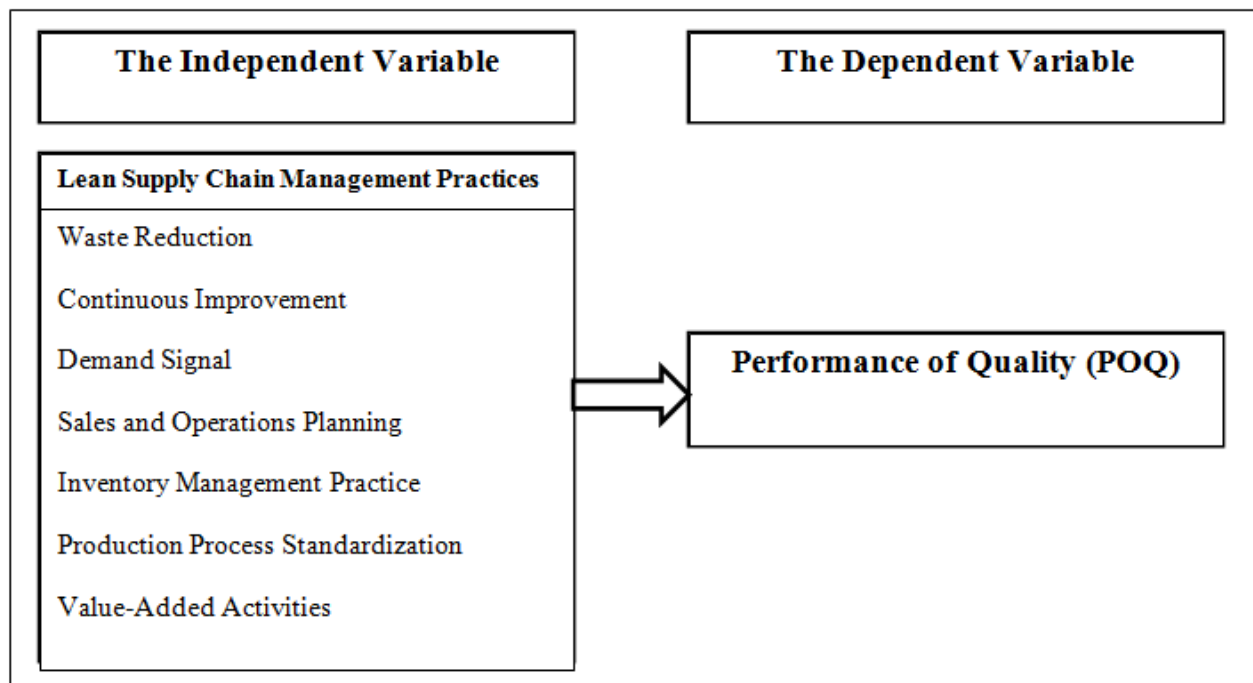 The Independent Variable
The Dependent Variable
Lean Supply Chain Management Practices
Waste Reduction
Continuous Improvement
Demand Signal
Sales and Operations Planning
Inventory Management Practice
Production Process Standardization
Value-Added Activities
Performance of Quality (POQ)